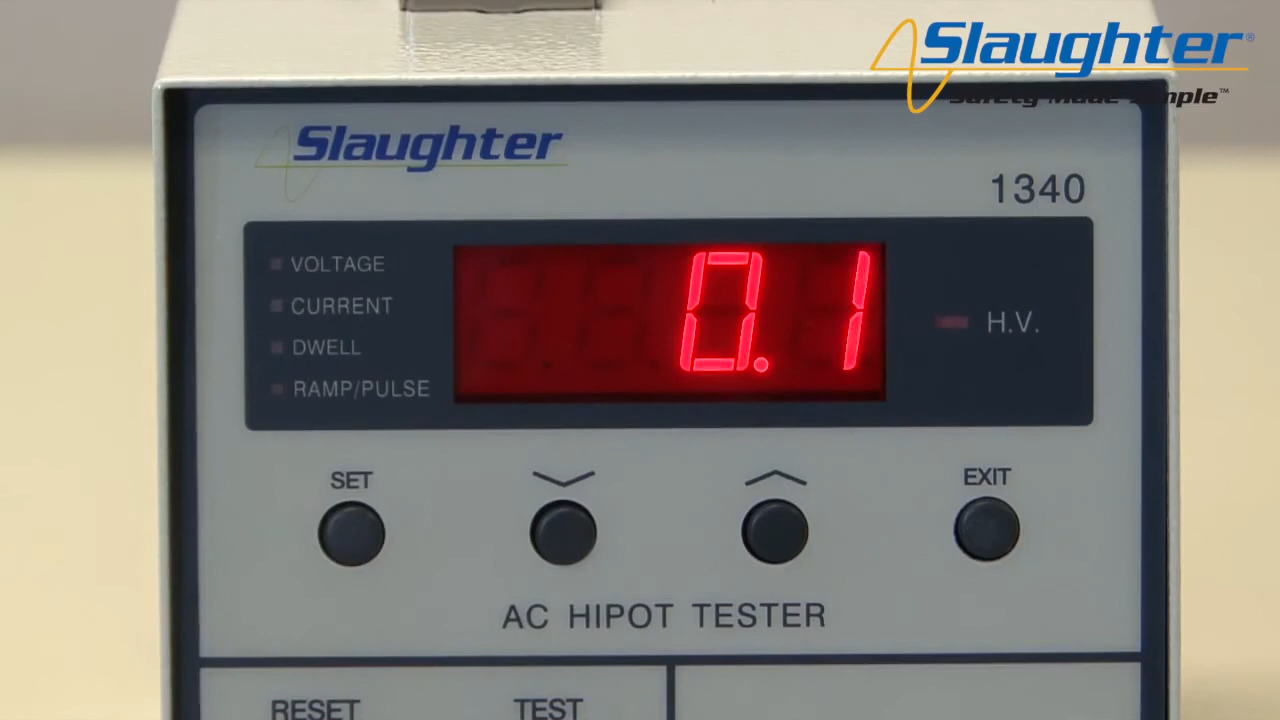 Slaughter®
Safety Made Simple™
Slaughter
1340
VOLTAGE
CURRENT
DWELL
RAMP/PULSE
0.1
H.V.
SET
EXIT
AC HIPOT TESTER
RESET
TEST